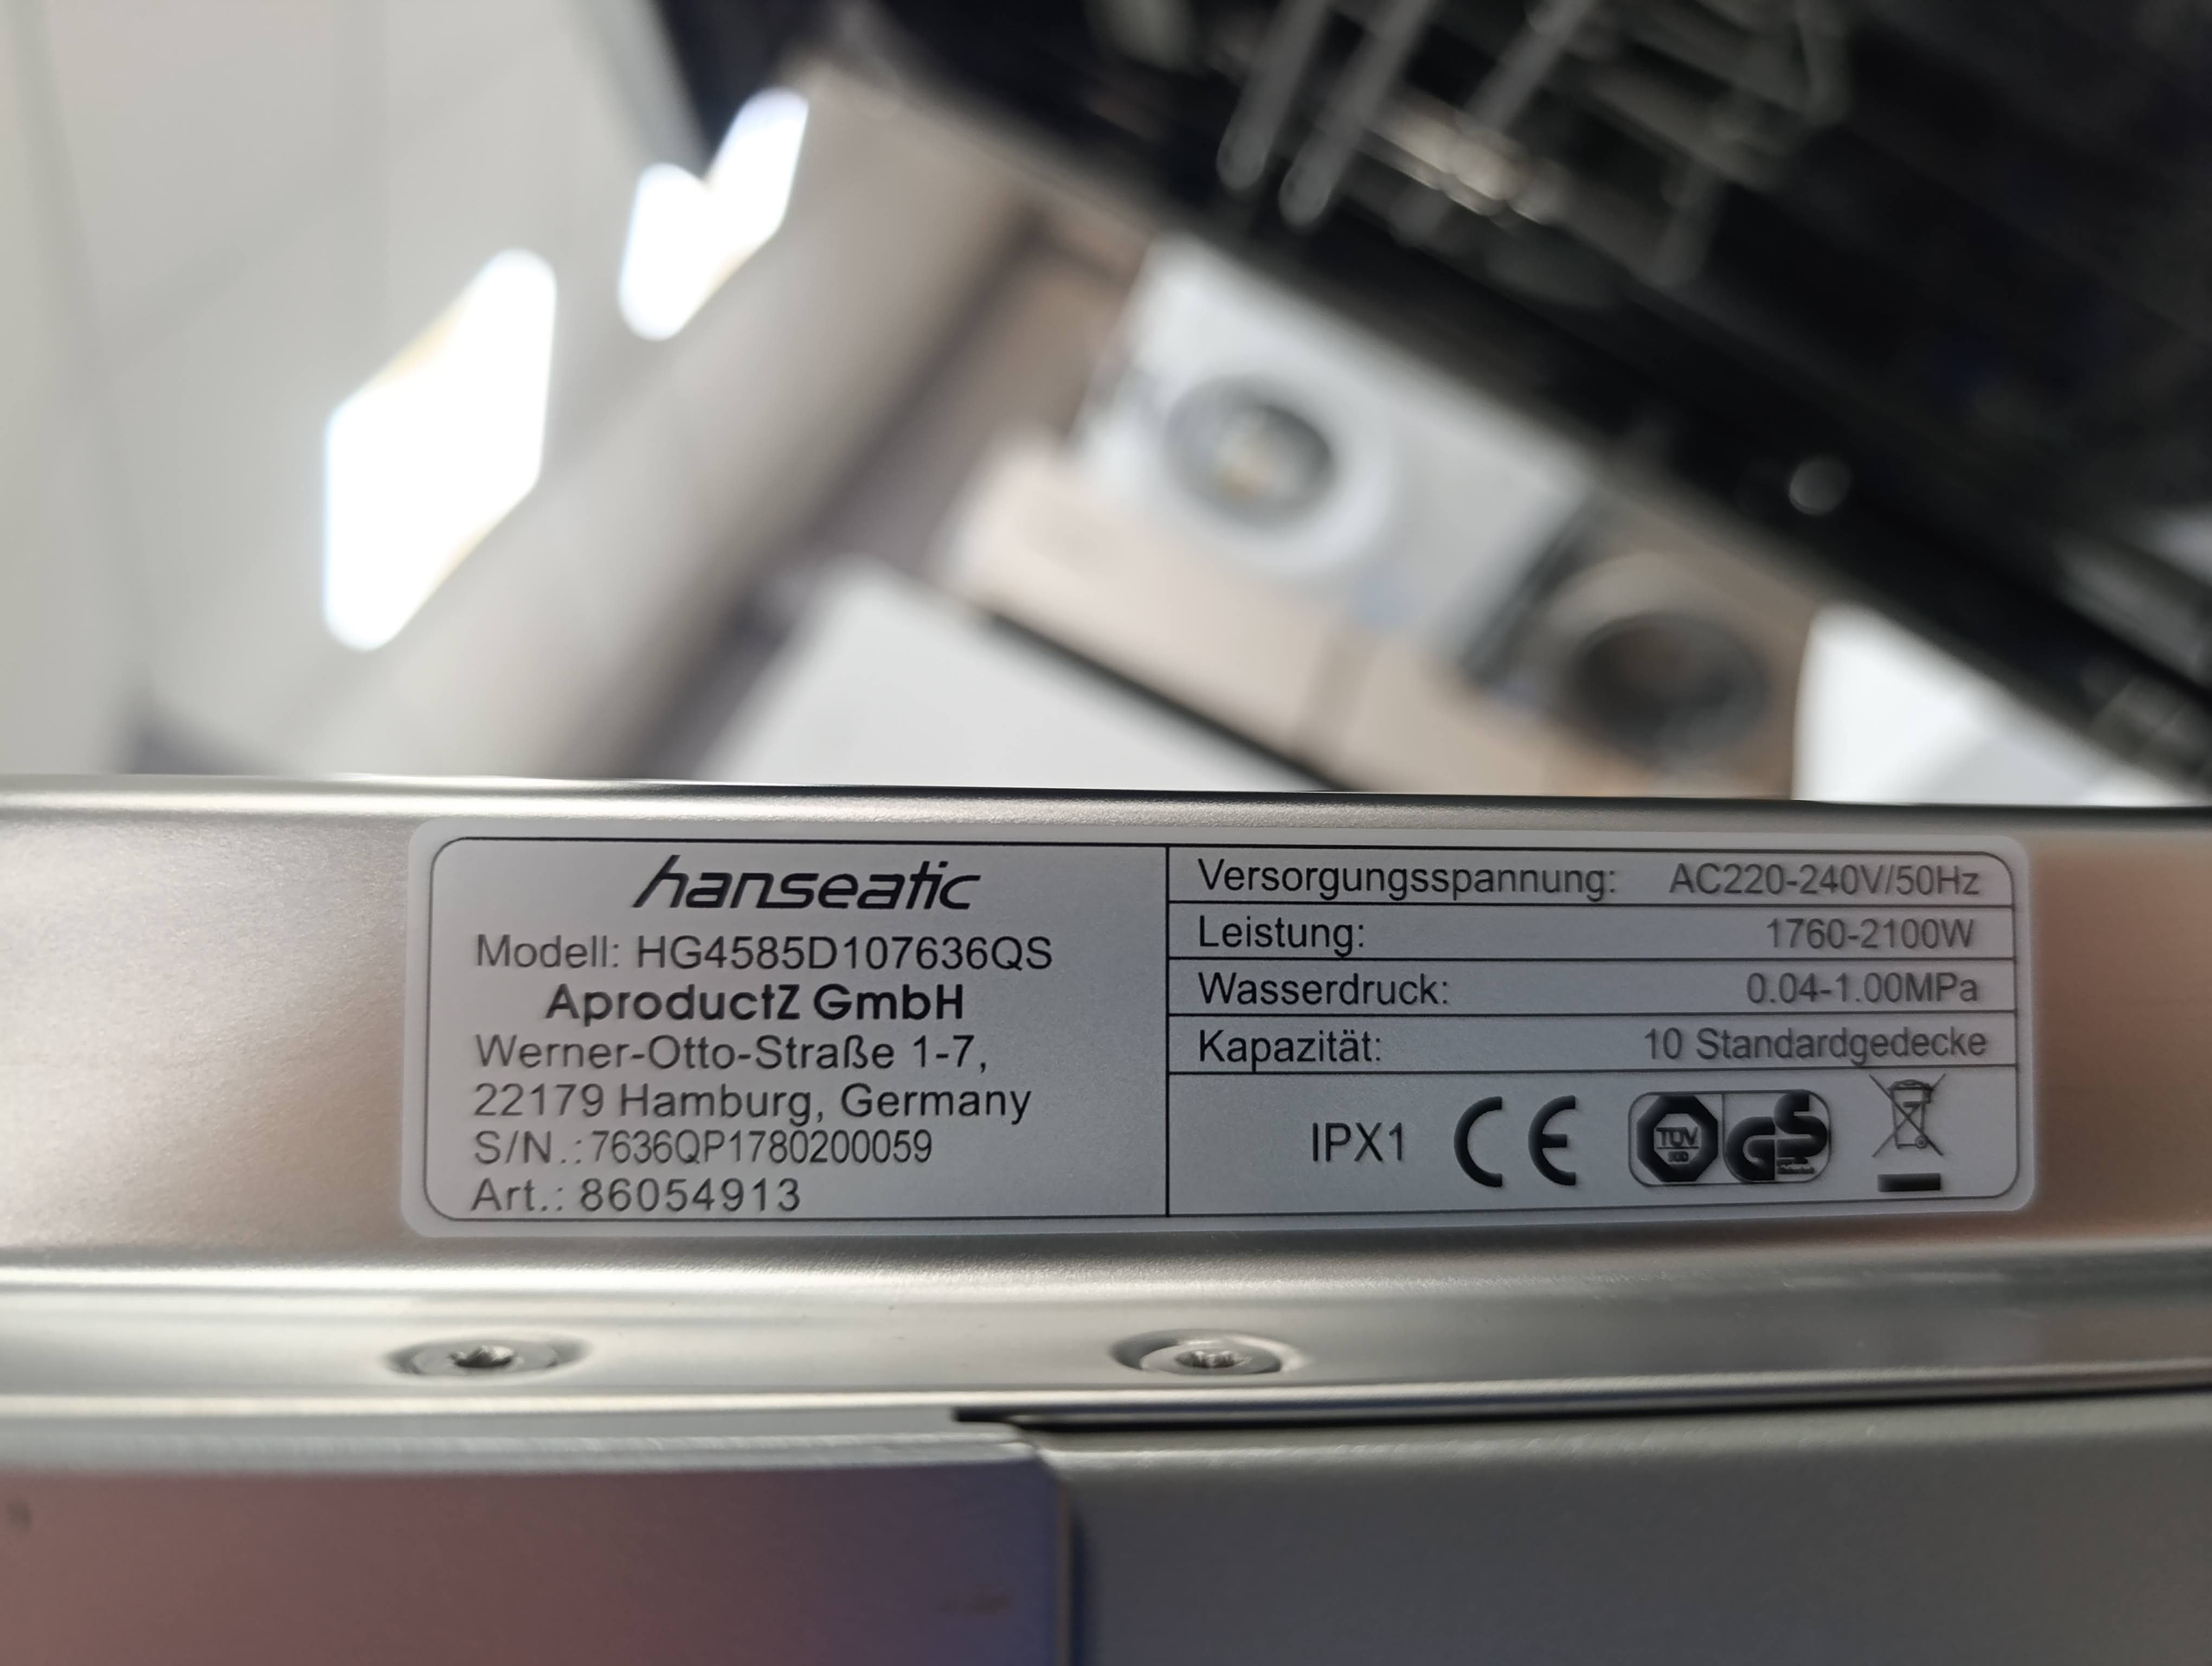 hanseatic
Modell: HG4585D107636QS
AproductZ GmbH
Werner-Otto-Straße 1-7,
22179 Hamburg, Germany
S/N.:7636QP1780200059
Art.: 86054913
Versorgungsspannung: AC220-240V/50Hz
Leistung: 1760-2100W
Wasserdruck: 0.04-1.00MPa
Kapazität: 10 Standardgedecke
IPX1 CE TÜV SÜD GS